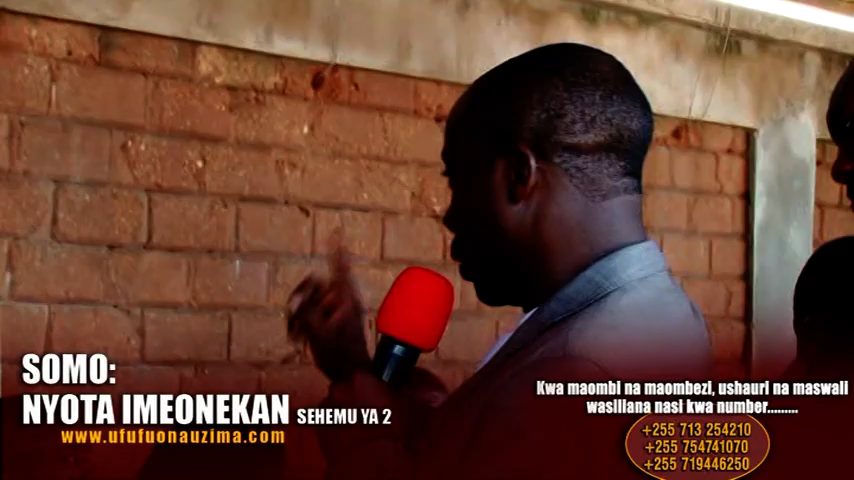 SOMO:
NYOTA IMEONEKAN SEHEMU YA 2
www.ufufuonauzima.com
Kwa maombi na maombezi, ushauri na maswali
wasiliana nasi kwa number.........
+255 713 254210
+255 754741070
+255 719446250